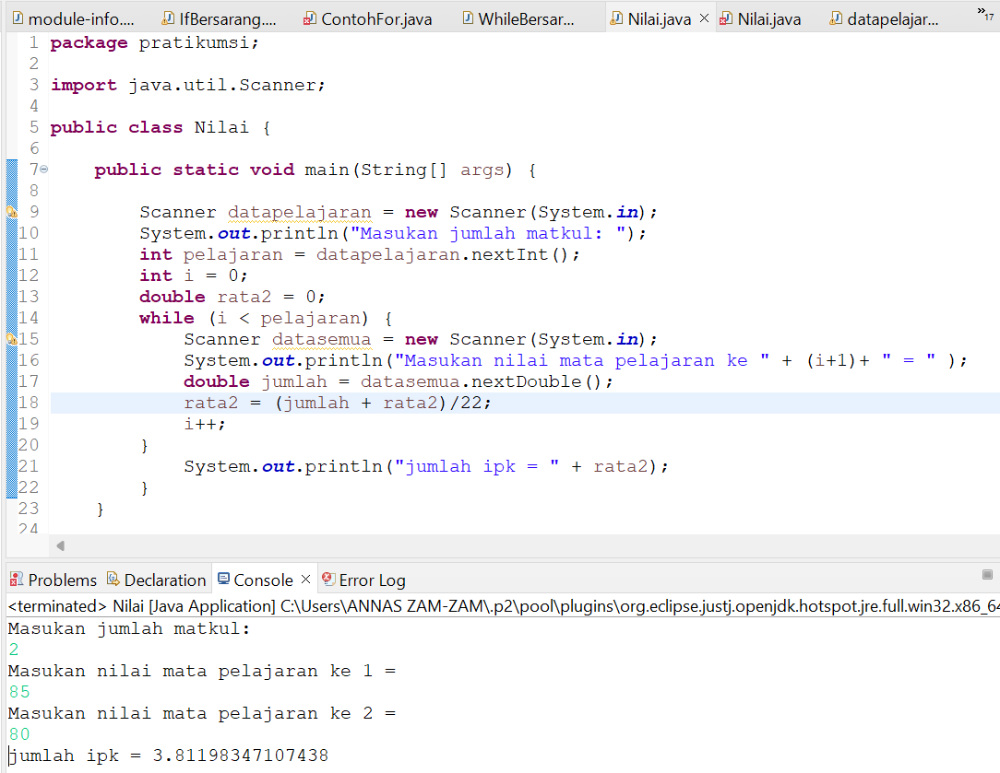 module-info.... IfBersarang.... ContohFor.java WhileBersar... Nilai.java Nilai.java datapelajar... »17
1 package pratikumsi;
2
3 import java.util.Scanner;
4
5 public class Nilai {
6
7 public static void main(String[] args) {
8
9 Scanner datapelajaran = new Scanner(System.in);
10 System.out.println("Masukan jumlah matkul: ");
11 int pelajaran = datapelajaran.nextInt();
12 int i = 0;
13 double rata2 = 0;
14 while (i < pelajaran) {
15 Scanner datasemua = new Scanner(System.in);
16 System.out.println("Masukan nilai mata pelajaran ke " + (i+1)+ " = " );
17 double jumlah = datasemua.nextDouble();
18 rata2 = (jumlah + rata2)/22;
19 i++;
20 }
21 System.out.println("jumlah ipk = " + rata2);
22 }
23 }
24
Problems Declaration Console Error Log
<terminated> Nilai [Java Application] C:\Users\ANNAS ZAM-ZAM\.p2\pool\plugins\org.eclipse.justj.openjdk.hotspot.jre.full.win32.x86_64
Masukan jumlah matkul:
2
Masukan nilai mata pelajaran ke 1 =
85
Masukan nilai mata pelajaran ke 2 =
80
jumlah ipk = 3.81198347107438